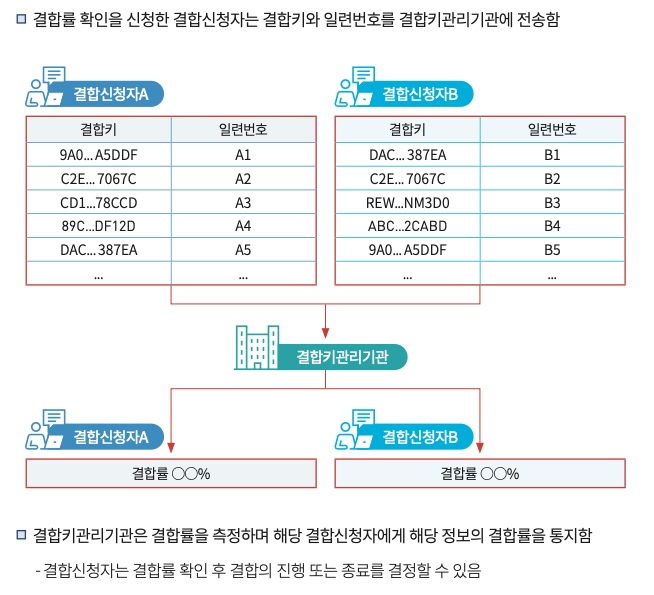 결합률 확인을 신청한 결합신청자는 결합키와 일련번호를 결합키관리기관에 전송함
결합신청자A
결합키 일련번호
9A0... A5DDF A1
C2E... 7067C A2
CD1...78CCD A3
89C...DF12D A4
DAC... 387EA A5
... ...
결합신청자B
결합키 일련번호
DAC... 387EA B1
C2E... 7067C B2
REW...NM3D0 B3
ABC...2CABD B4
9A0... A5DDF B5
... ...
결합키관리기관
결합신청자A
결합률 ○○%
결합신청자B
결합률 ○○%
결합키관리기관은 결합률을 측정하며 해당 결합신청자에게 해당 정보의 결합률을 통지함
- 결합신청자는 결합률 확인 후 결합의 진행 또는 종료를 결정할 수 있음